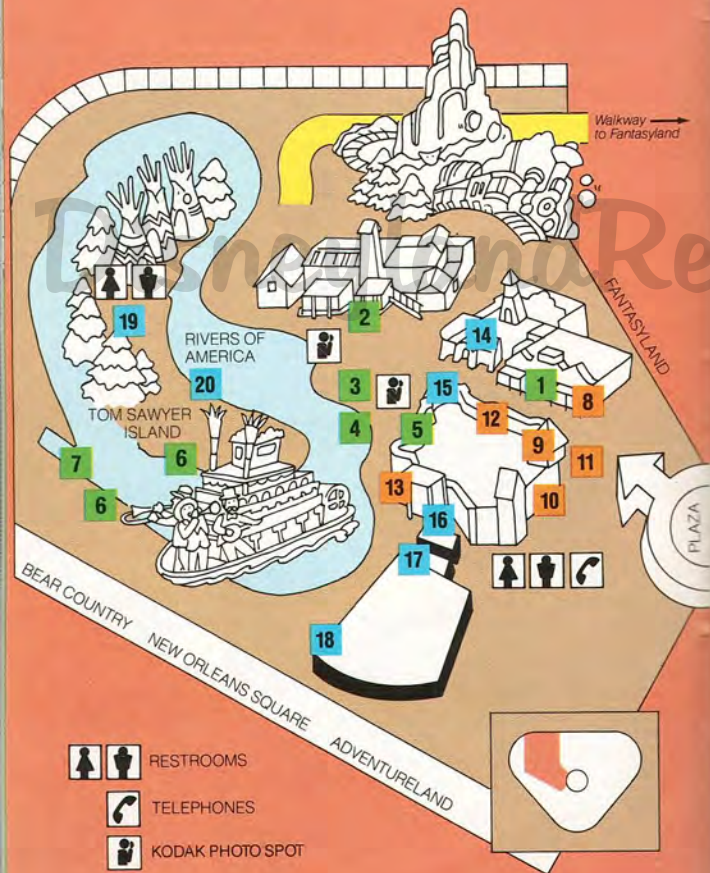 Walkway
to Fantasyland
DisneylandRe
FANTASYLAND
2
14
19
RIVERS OF
AMERICA
20
3
15
1
8
12
TOM SAWYER
ISLAND
4
5
9
7
6
11
6
13
10
16
PLAZA
17
18
BEAR COUNTRY NEW ORLEANS SQUARE ADVENTURELAND
RESTROOMS
TELEPHONES
KODAK PHOTO SPOT